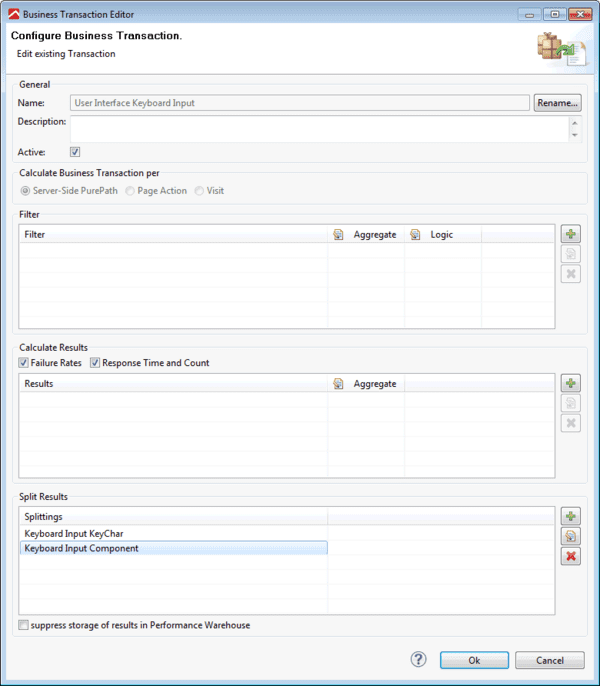 Business Transaction Editor
Configure Business Transaction.
Edit existing Transaction
General
Name: User Interface Keyboard Input Rename...
Description:
Active:
Calculate Business Transaction per
Server-Side PurePath Page Action Visit
Filter
Filter Aggregate Logic
Calculate Results
Failure Rates Response Time and Count
Results Aggregate
Split Results
Splittings
Keyboard Input KeyChar
Keyboard Input Component
suppress storage of results in Performance Warehouse
? Ok Cancel